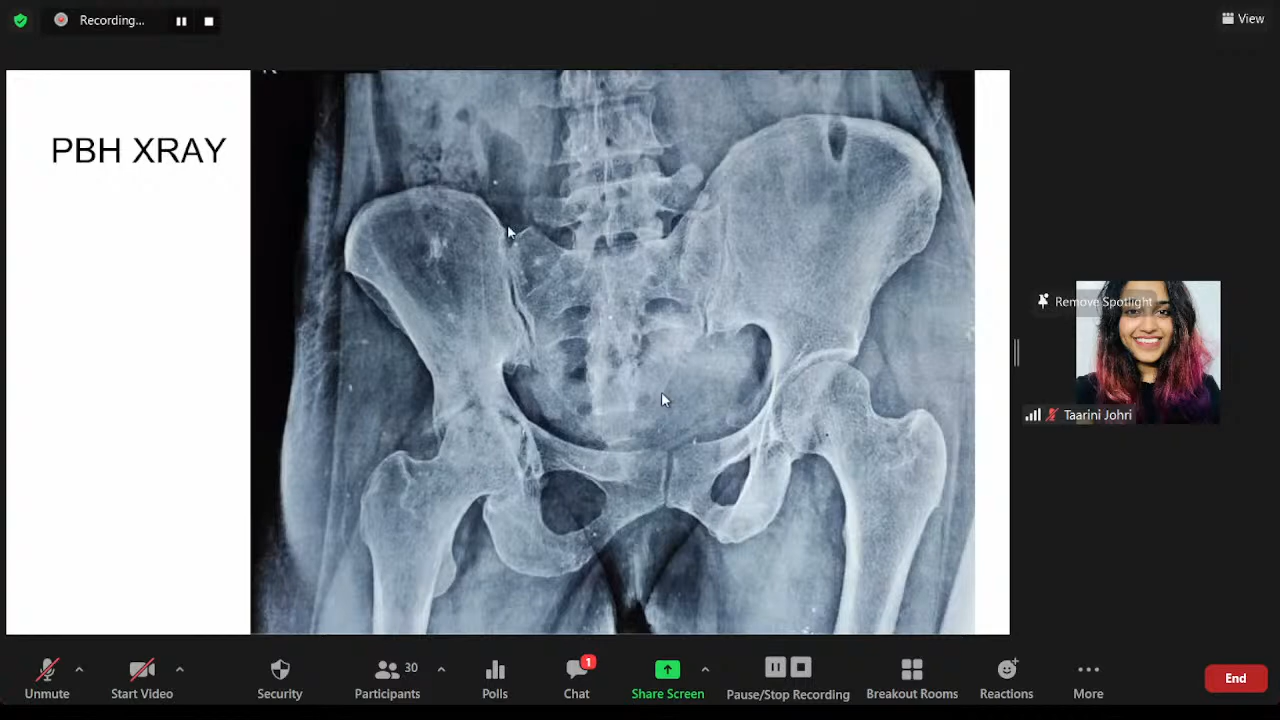 Recording...
View
PBH XRAY
Remove Spotlight
Taarini Johri
30
1
Unmute
Start Video
Security
Participants
Polls
Chat
Share Screen
Pause/Stop Recording
Breakout Rooms
Reactions
More
End